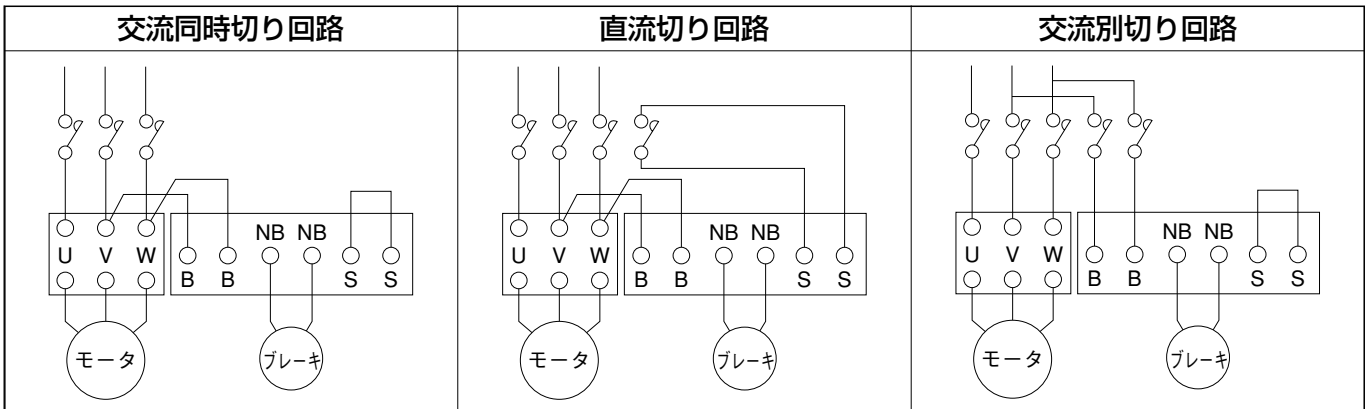 交流同時切り回路
直流切り回路
交流別切り回路
NB NB
U V W
B B
S S
モータ
ブレーキ
NB NB
U V W
B B
S S
モータ
ブレーキ
NB NB
U V W
B B
S S
モータ
ブレーキ